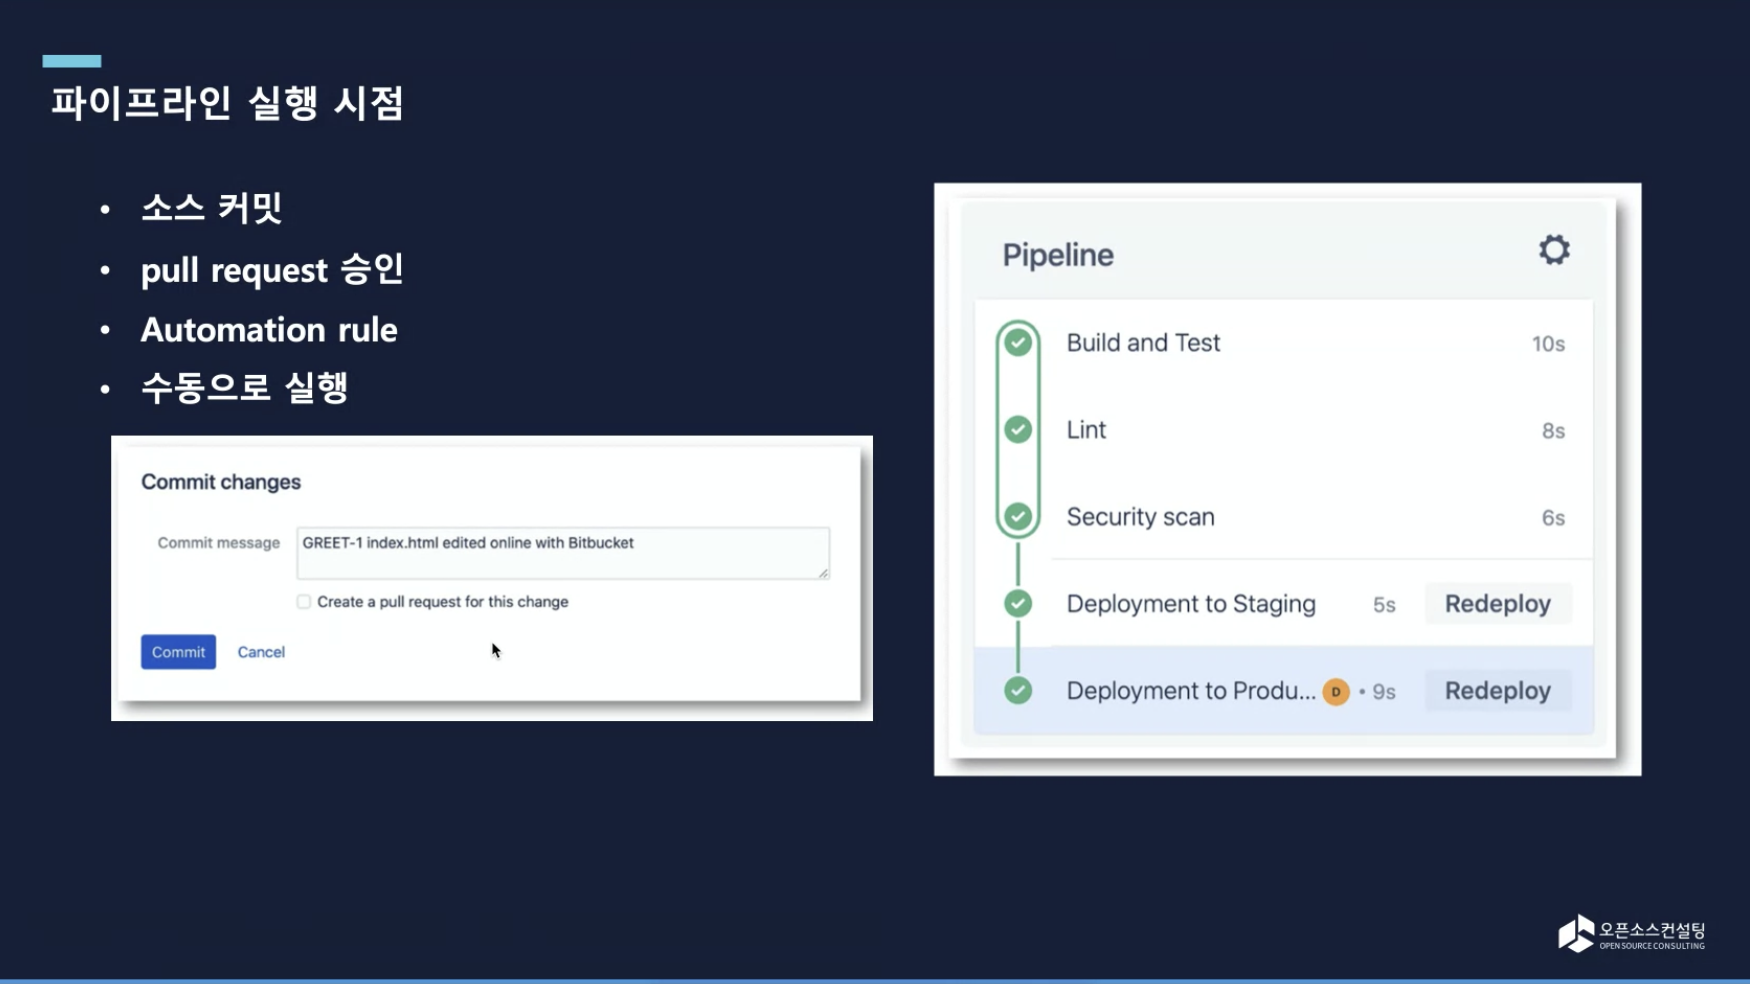 파이프라인 실행 시점
• 소스 커밋
• pull request 승인
• Automation rule
• 수동으로 실행
Commit changes
Commit message GREET-1 index.html edited online with Bitbucket
Create a pull request for this change
Commit Cancel
Pipeline
Build and Test 10s
Lint 8s
Security scan 6s
Deployment to Staging 5s Redeploy
Deployment to Produ... D • 9s Redeploy
오픈소스컨설팅
OPEN SOURCE CONSULTING